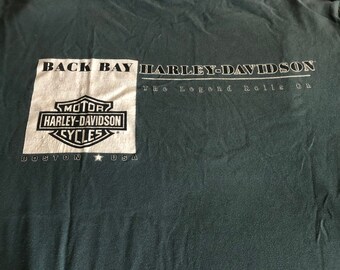 BACK BAY HARLEY-DAVIDSON
The Legend Rolls On
MOTOR
HARLEY-DAVIDSON
CYCLES
BOSTON ★ USA